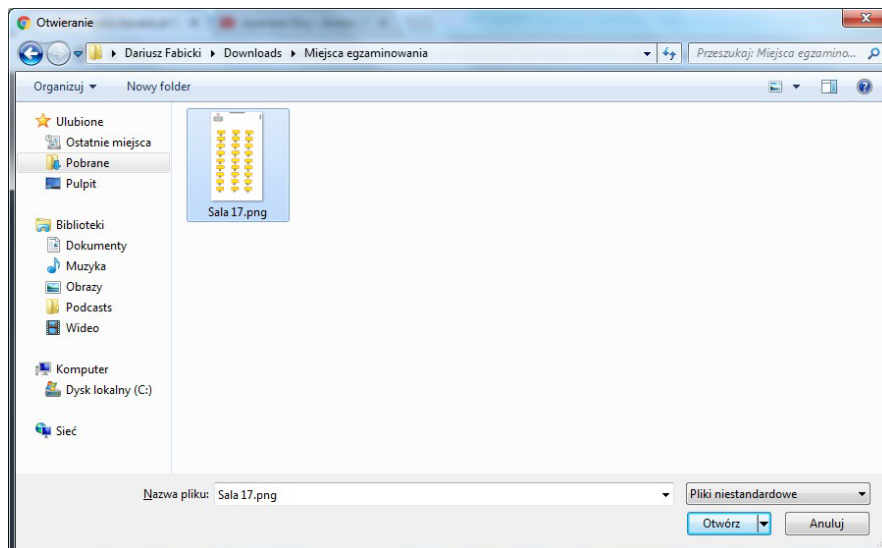 Otwieranie
Dariusz Fabicki Downloads Miejsca egzaminowania
Przeszukaj: Miejsca egzamino...
Organizuj Nowy folder
Ulubione
Ostatnie miejsca
Pobrane
Pulpit
Biblioteki
Dokumenty
Muzyka
Obrazy
Podcasts
Wideo
Komputer
Dysk lokalny (C:)
Sieć
Sala 17.png
Nazwa pliku: Sala 17.png
Pliki niestandardowe
Otwórz Anuluj